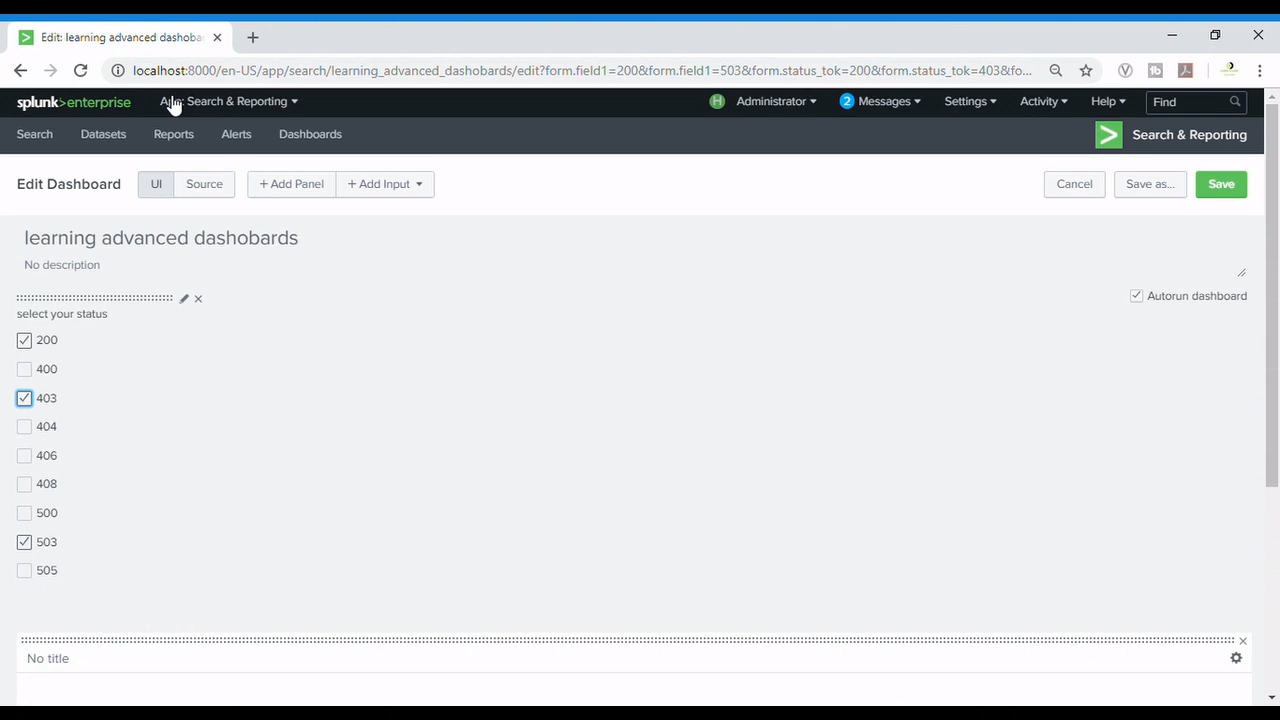 Edit: learning advanced dashoba
localhost:8000/en-US/app/search/learning_advanced_dashobards/edit?form.field1=200&form.field1=503&form.status_tok=200&form.status_tok=403&fo...
splunk>enterprise
App: Search & Reporting
H
Administrator
2 Messages
Settings
Activity
Help
Find
Search
Datasets
Reports
Alerts
Dashboards
Search & Reporting
Edit Dashboard
UI
Source
+ Add Panel
+ Add Input
Cancel
Save as...
Save
learning advanced dashobards
No description
Autorun dashboard
select your status
200
400
403
404
406
408
500
503
505
No title